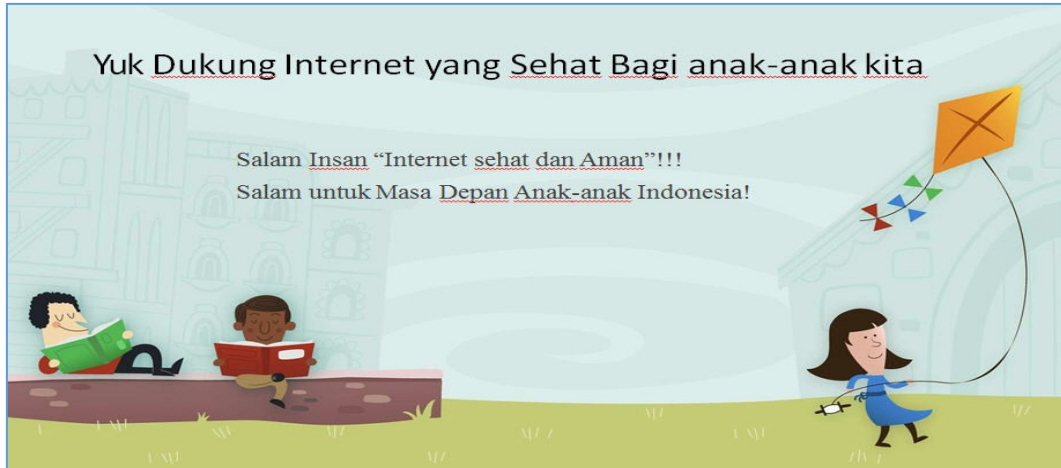 Yuk Dukung Internet yang Sehat Bagi anak-anak kita
Salam Insan “Internet sehat dan Aman”!!!
Salam untuk Masa Depan Anak-anak Indonesia!